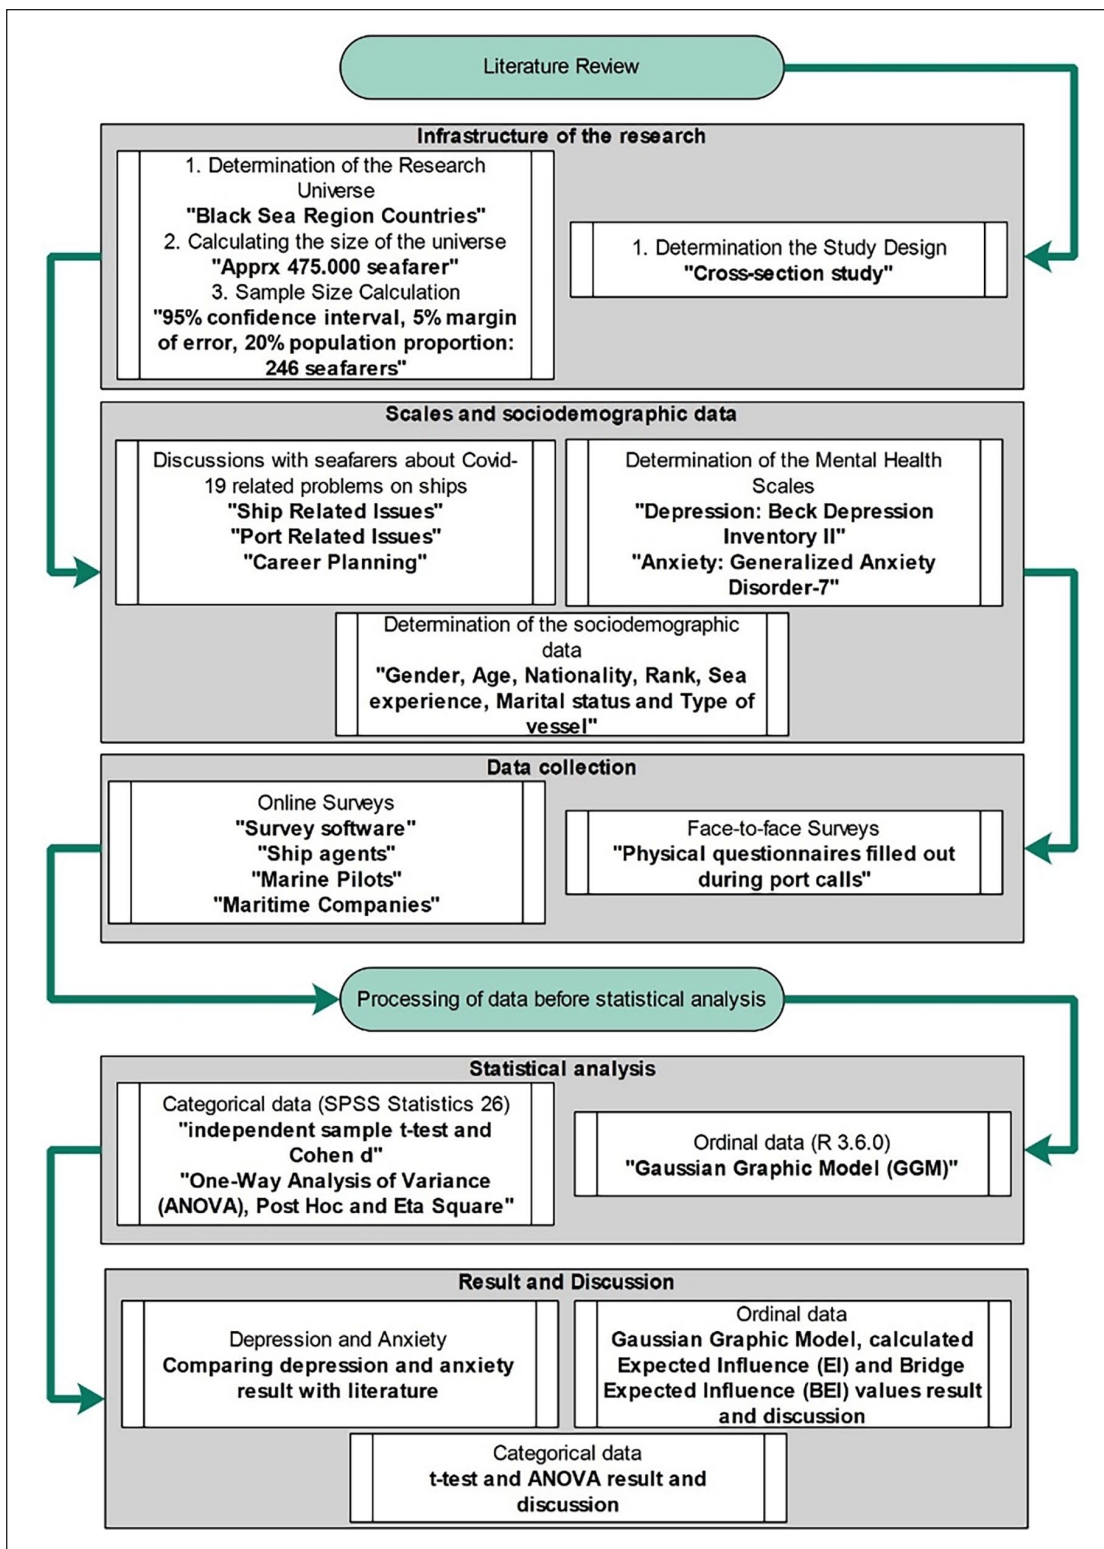 Literature Review
Infrastructure of the research
1. Determination of the Research
Universe
"Black Sea Region Countries"
2. Calculating the size of the universe
"Apprx 475.000 seafarer"
3. Sample Size Calculation
"95% confidence interval, 5% margin
of error, 20% population proportion:
246 seafarers"
1. Determination the Study Design
"Cross-section study"
Scales and sociodemographic data
Discussions with seafarers about Covid-
19 related problems on ships
"Ship Related Issues"
"Port Related Issues"
"Career Planning"
Determination of the Mental Health
Scales
"Depression: Beck Depression
Inventory II"
"Anxiety: Generalized Anxiety
Disorder-7"
Determination of the sociodemographic
data
"Gender, Age, Nationality, Rank, Sea
experience, Marital status and Type of
vessel"
Data collection
Online Surveys
"Survey software"
"Ship agents"
"Marine Pilots"
"Maritime Companies"
Face-to-face Surveys
"Physical questionnaires filled out
during port calls"
Processing of data before statistical analysis
Statistical analysis
Categorical data (SPSS Statistics 26)
"independent sample t-test and
Cohen d"
"One-Way Analysis of Variance
(ANOVA), Post Hoc and Eta Square"
Ordinal data (R 3.6.0)
"Gaussian Graphic Model (GGM)"
Result and Discussion
Depression and Anxiety
Comparing depression and anxiety
result with literature
Ordinal data
Gaussian Graphic Model, calculated
Expected Influence (EI) and Bridge
Expected Influence (BEI) values result
and discussion
Categorical data
t-test and ANOVA result and
discussion